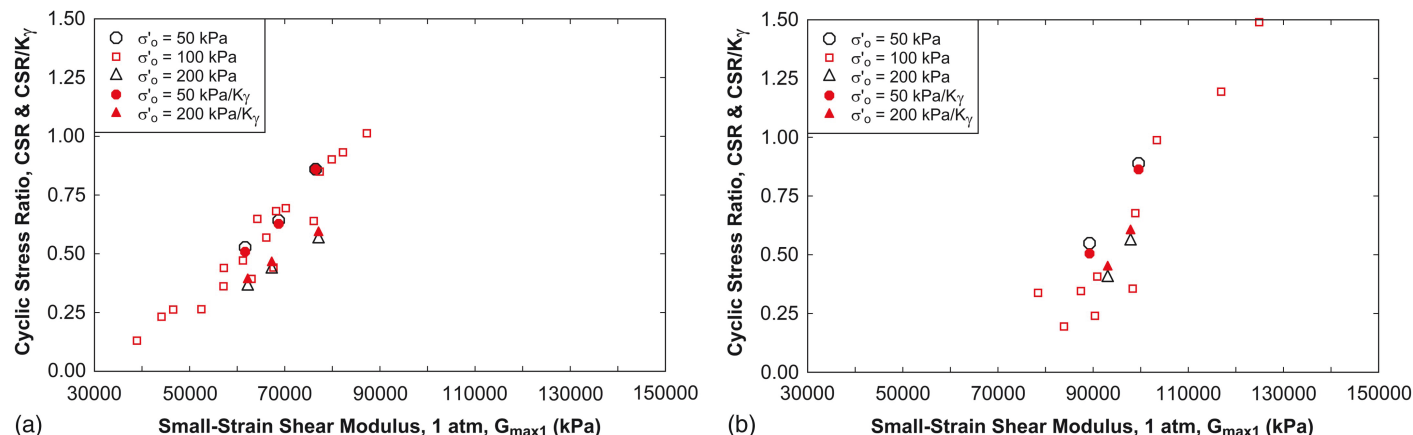 Cyclic Stress Ratio, CSR & CSR/Kγ
1.50
1.25
1.00
0.75
0.50
0.25
0.00
σ'o = 50 kPa
σ'o = 100 kPa
σ'o = 200 kPa
σ'o = 50 kPa/Kγ
σ'o = 200 kPa/Kγ
30000 50000 70000 90000 110000 130000 150000
(a) Small-Strain Shear Modulus, 1 atm, Gmax1 (kPa)
Cyclic Stress Ratio, CSR & CSR/Kγ
1.50
1.25
1.00
0.75
0.50
0.25
0.00
σ'o = 50 kPa
σ'o = 100 kPa
σ'o = 200 kPa
σ'o = 50 kPa/Kγ
σ'o = 200 kPa/Kγ
30000 50000 70000 90000 110000 130000 150000
(b) Small-Strain Shear Modulus, 1 atm, Gmax1 (kPa)